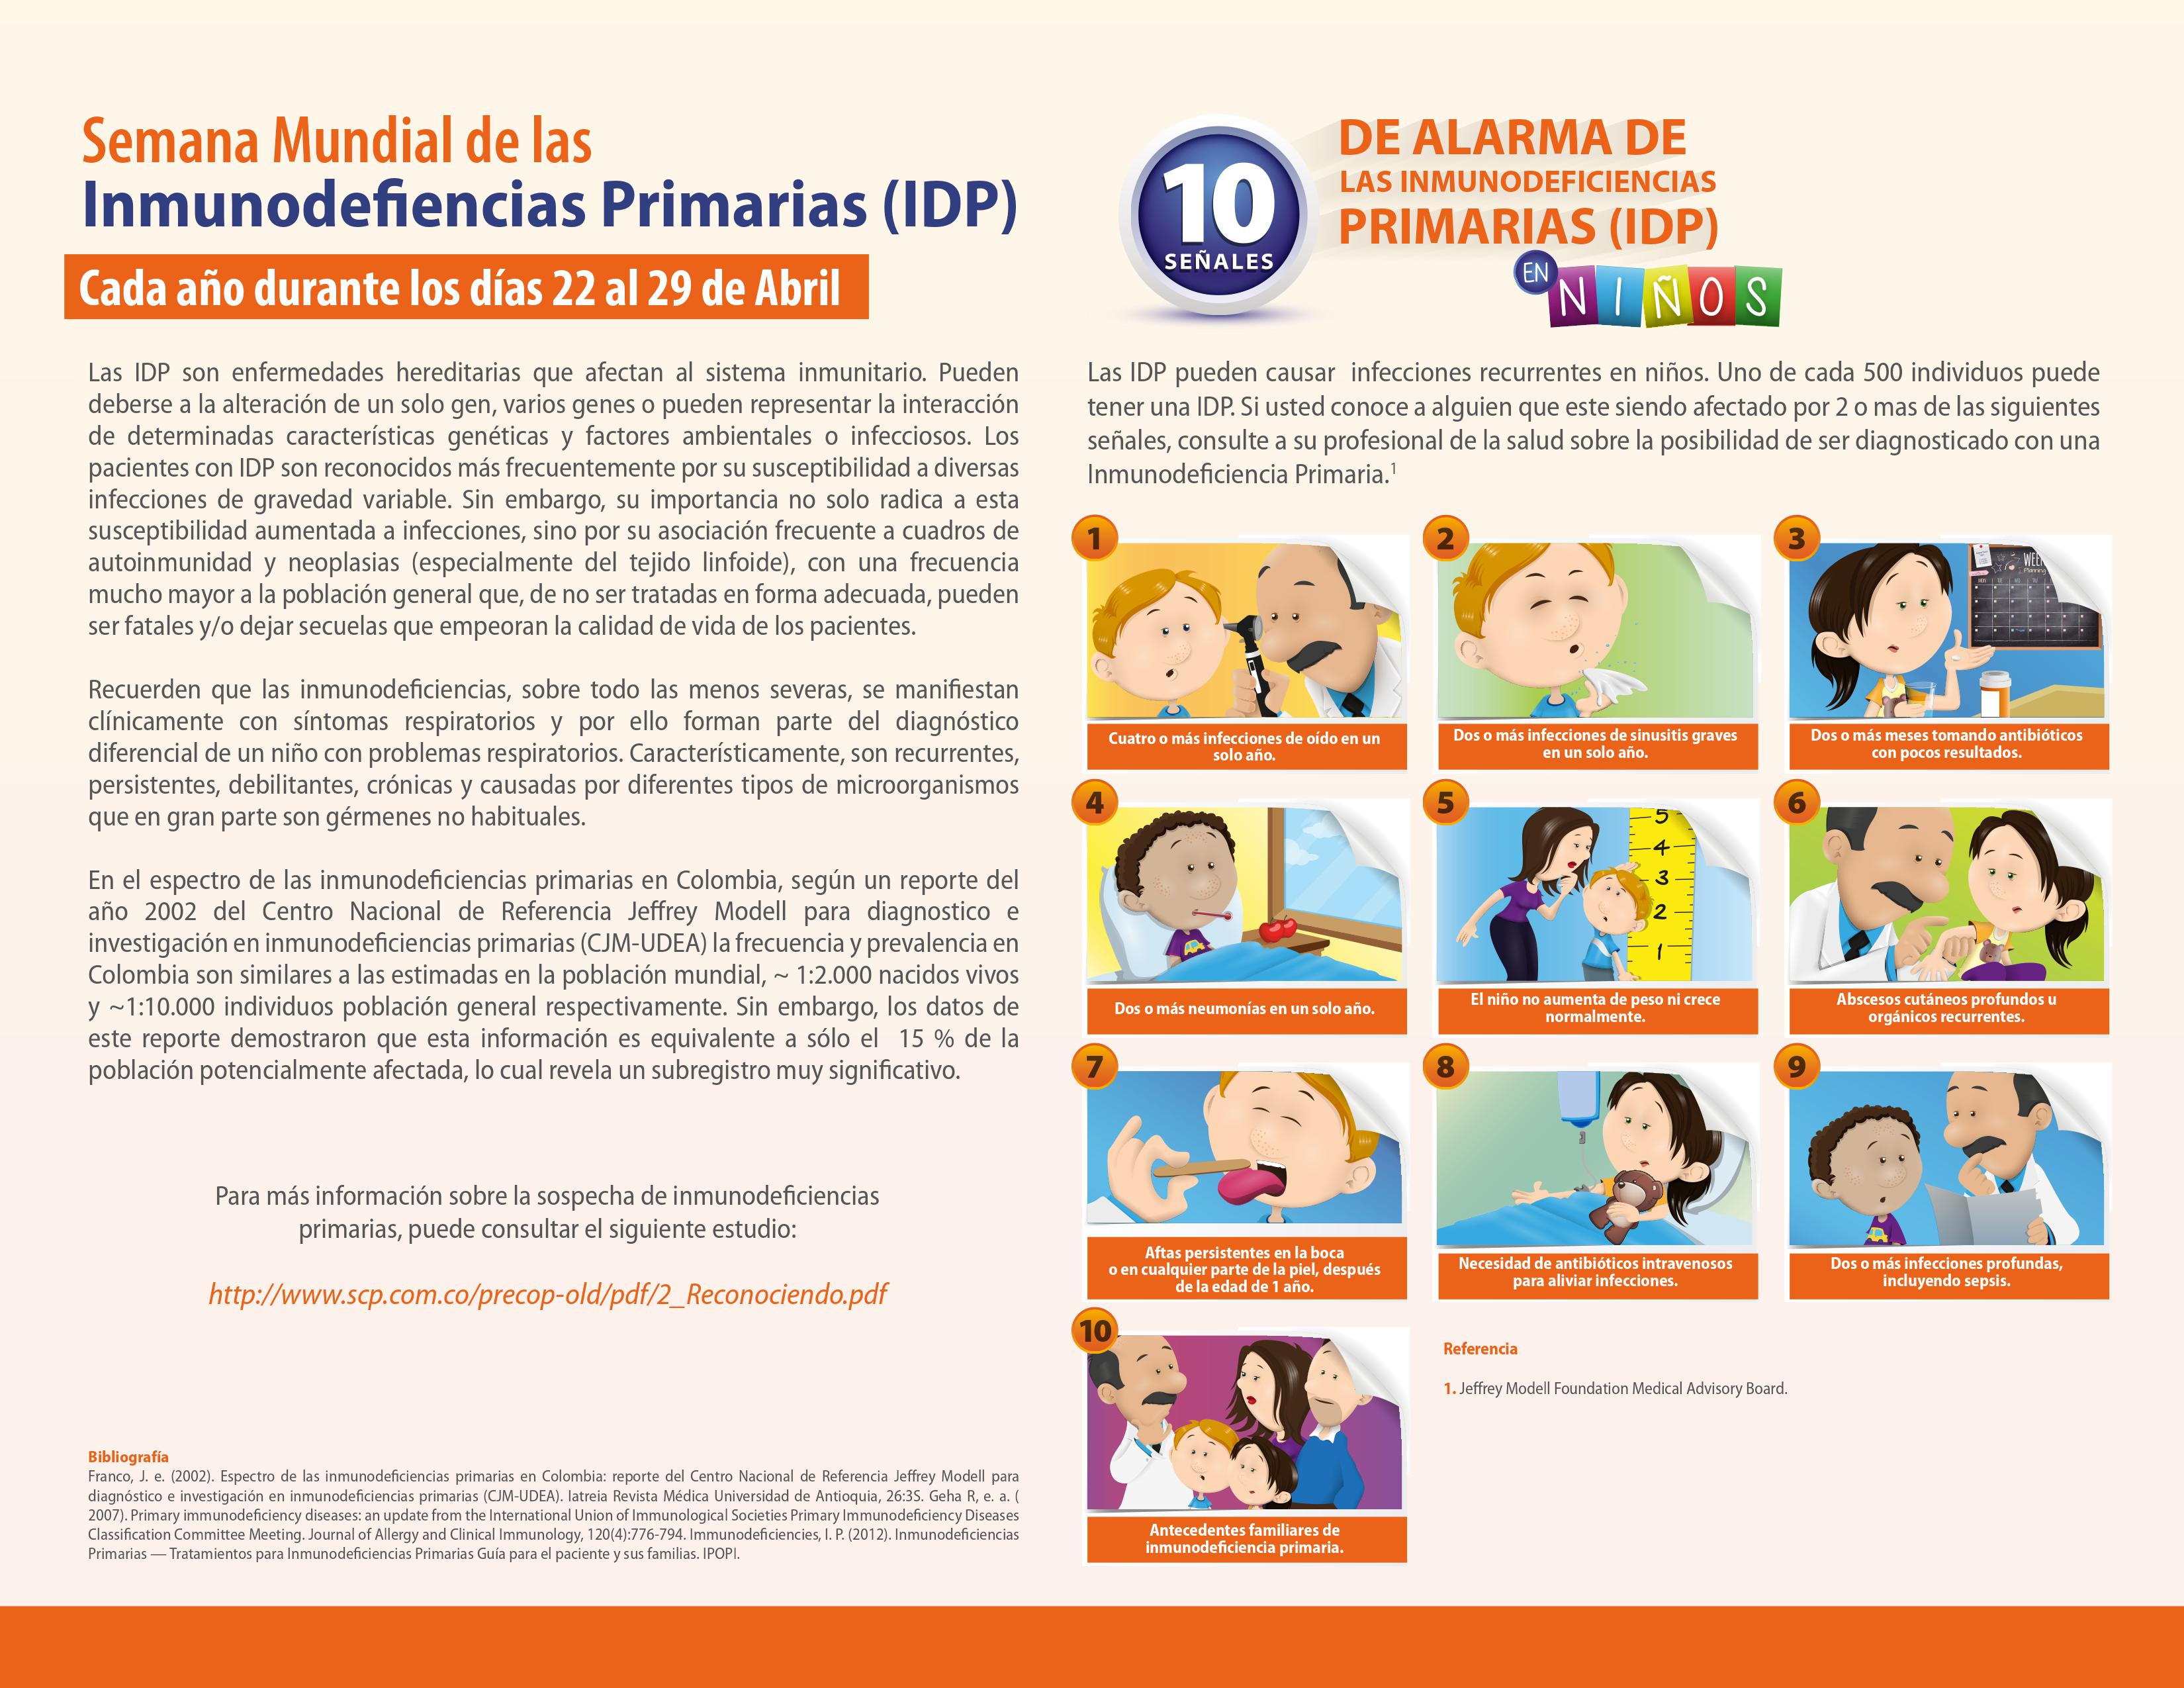 Semana Mundial de las
Inmunodefiencias Primarias (IDP)
Cada año durante los días 22 al 29 de Abril
Las IDP son enfermedades hereditarias que afectan al sistema inmunitario. Pueden
deberse a la alteración de un solo gen, varios genes o pueden representar la interacción
de determinadas características genéticas y factores ambientales o infecciosos. Los
pacientes con IDP son reconocidos más frecuentemente por su susceptibilidad a diversas
infecciones de gravedad variable. Sin embargo, su importancia no solo radica a esta
susceptibilidad aumentada a infecciones, sino por su asociación frecuente a cuadros de
autoinmunidad y neoplasias (especialmente del tejido linfoide), con una frecuencia
mucho mayor a la población general que, de no ser tratadas en forma adecuada, pueden
ser fatales y/o dejar secuelas que empeoran la calidad de vida de los pacientes.
Recuerden que las inmunodeficiencias, sobre todo las menos severas, se manifiestan
clínicamente con síntomas respiratorios y por ello forman parte del diagnóstico
diferencial de un niño con problemas respiratorios. Característicamente, son recurrentes,
persistentes, debilitantes, crónicas y causadas por diferentes tipos de microorganismos
que en gran parte son gérmenes no habituales.
En el espectro de las inmunodeficiencias primarias en Colombia, según un reporte del
año 2002 del Centro Nacional de Referencia Jeffrey Modell para diagnostico e
investigación en inmunodeficiencias primarias (CJM-UDEA) la frecuencia y prevalencia en
Colombia son similares a las estimadas en la población mundial, ~ 1:2.000 nacidos vivos
y ~1:10.000 individuos población general respectivamente. Sin embargo, los datos de
este reporte demostraron que esta información es equivalente a sólo el 15 % de la
población potencialmente afectada, lo cual revela un subregistro muy significativo.
Para más información sobre la sospecha de inmunodeficiencias
primarias, puede consultar el siguiente estudio:
http://www.scp.com.co/precop-old/pdf/2_Reconociendo.pdf
Bibliografía
Franco, J. e. (2002). Espectro de las inmunodeficiencias primarias en Colombia: reporte del Centro Nacional de Referencia Jeffrey Modell para
diagnóstico e investigación en inmunodeficiencias primarias (CJM-UDEA). Iatreia Revista Médica Universidad de Antioquia, 26:3S. Geha R, e. a. (
2007). Primary immunodeficiency diseases: an update from the International Union of Immunological Societies Primary Immunodeficiency Diseases
Classification Committee Meeting. Journal of Allergy and Clinical Immunology, 120(4):776-794. Immunodeficiencies, I. P. (2012). Inmunodeficiencias
Primarias — Tratamientos para Inmunodeficiencias Primarias Guía para el paciente y sus familias. IPOPI.
10
SEÑALES
DE ALARMA DE
LAS INMUNODEFICIENCIAS
PRIMARIAS (IDP)
EN
NIÑOS
Las IDP pueden causar infecciones recurrentes en niños. Uno de cada 500 individuos puede
tener una IDP. Si usted conoce a alguien que este siendo afectado por 2 o mas de las siguientes
señales, consulte a su profesional de la salud sobre la posibilidad de ser diagnosticado con una
Inmunodeficiencia Primaria.1
1
Cuatro o más infecciones de oído en un
solo año.
2
Dos o más infecciones de sinusitis graves
en un solo año.
3
Dos o más meses tomando antibióticos
con pocos resultados.
4
Dos o más neumonías en un solo año.
5
5
4
3
2
1
El niño no aumenta de peso ni crece
normalmente.
6
Abscesos cutáneos profundos u
orgánicos recurrentes.
7
Aftas persistentes en la boca
o en cualquier parte de la piel, después
de la edad de 1 año.
8
Necesidad de antibióticos intravenosos
para aliviar infecciones.
9
Dos o más infecciones profundas,
incluyendo sepsis.
10
Antecedentes familiares de
inmunodeficiencia primaria.
Referencia
1. Jeffrey Modell Foundation Medical Advisory Board.